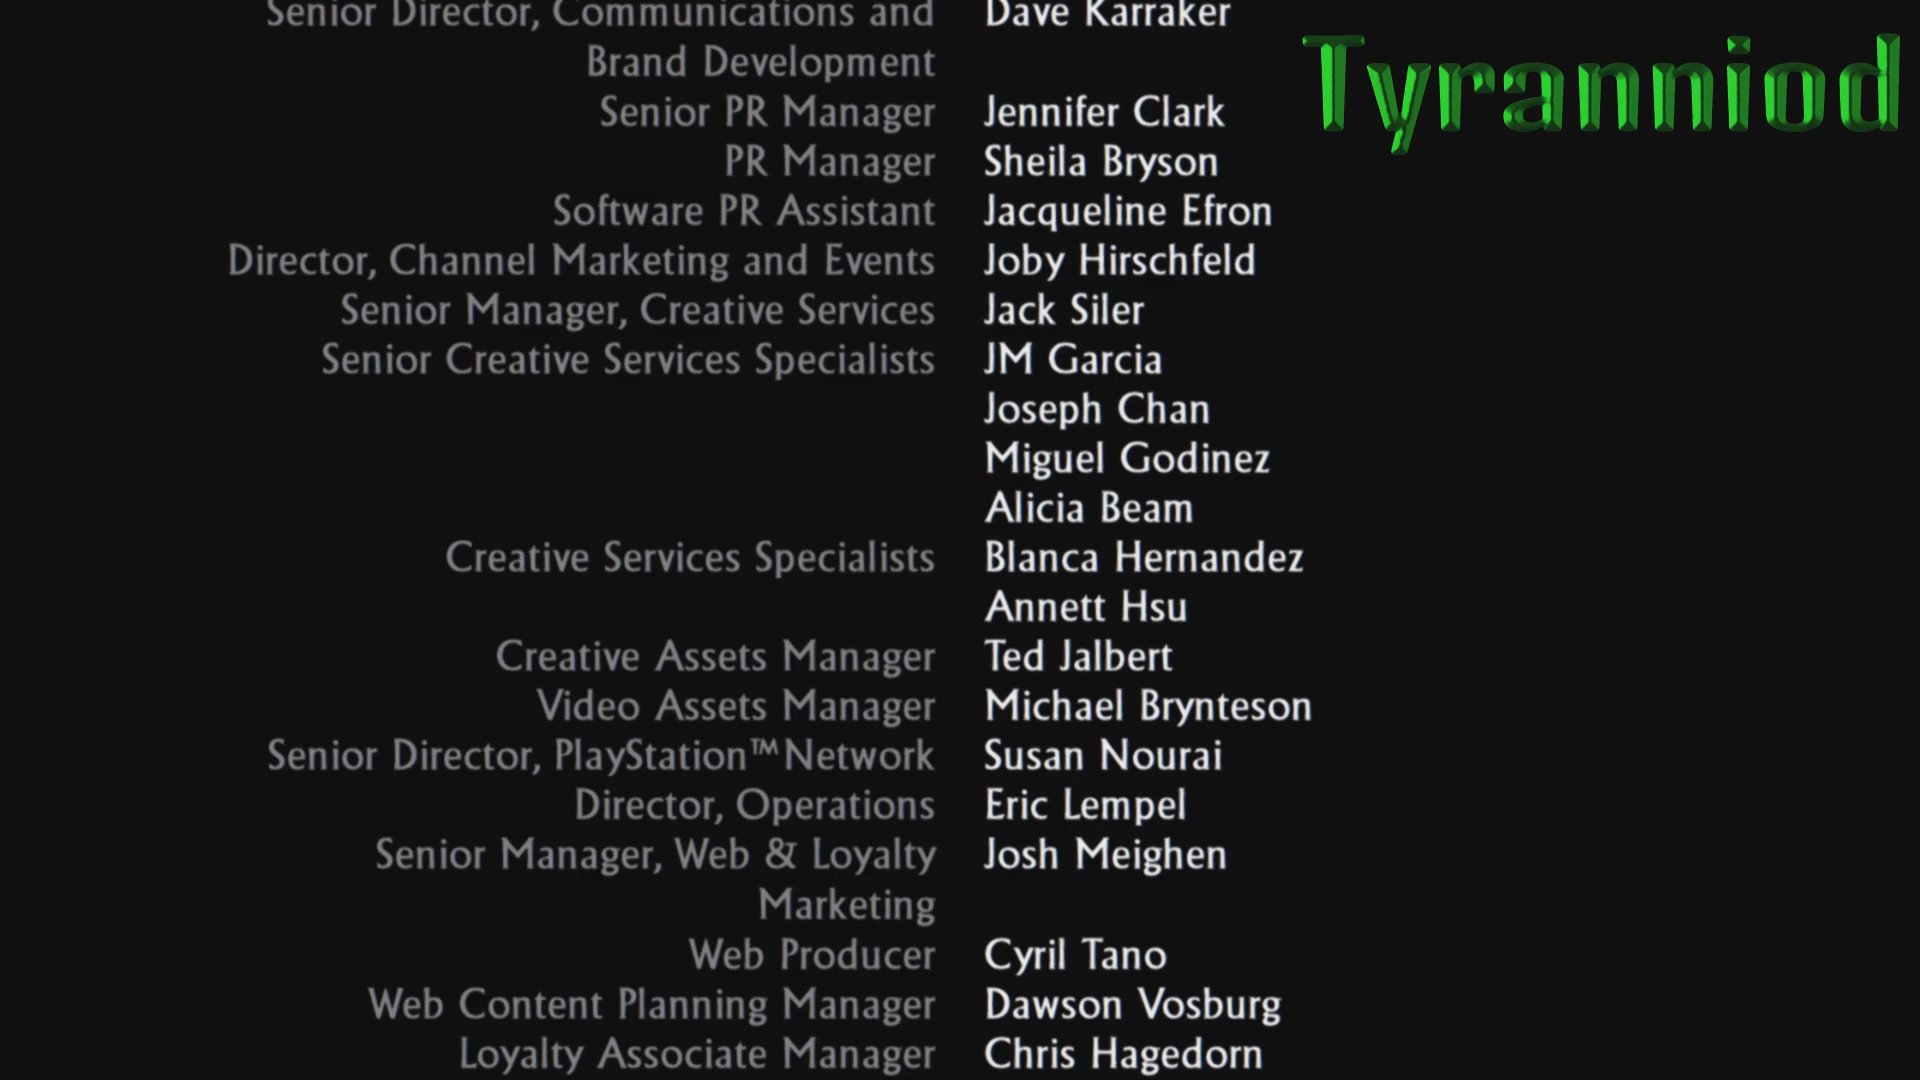 Senior Director, Communications and Dave Karraker
Brand Development
Tyranniod
Senior PR Manager Jennifer Clark
PR Manager Sheila Bryson
Software PR Assistant Jacqueline Efron
Director, Channel Marketing and Events Joby Hirschfeld
Senior Manager, Creative Services Jack Siler
Senior Creative Services Specialists JM Garcia
Joseph Chan
Miguel Godinez
Alicia Beam
Creative Services Specialists Blanca Hernandez
Annett Hsu
Creative Assets Manager Ted Jalbert
Video Assets Manager Michael Brynteson
Senior Director, PlayStation™Network Susan Nourai
Director, Operations Eric Lempel
Senior Manager, Web & Loyalty Josh Meighen
Marketing
Web Producer Cyril Tano
Web Content Planning Manager Dawson Vosburg
Loyalty Associate Manager Chris Hagedorn